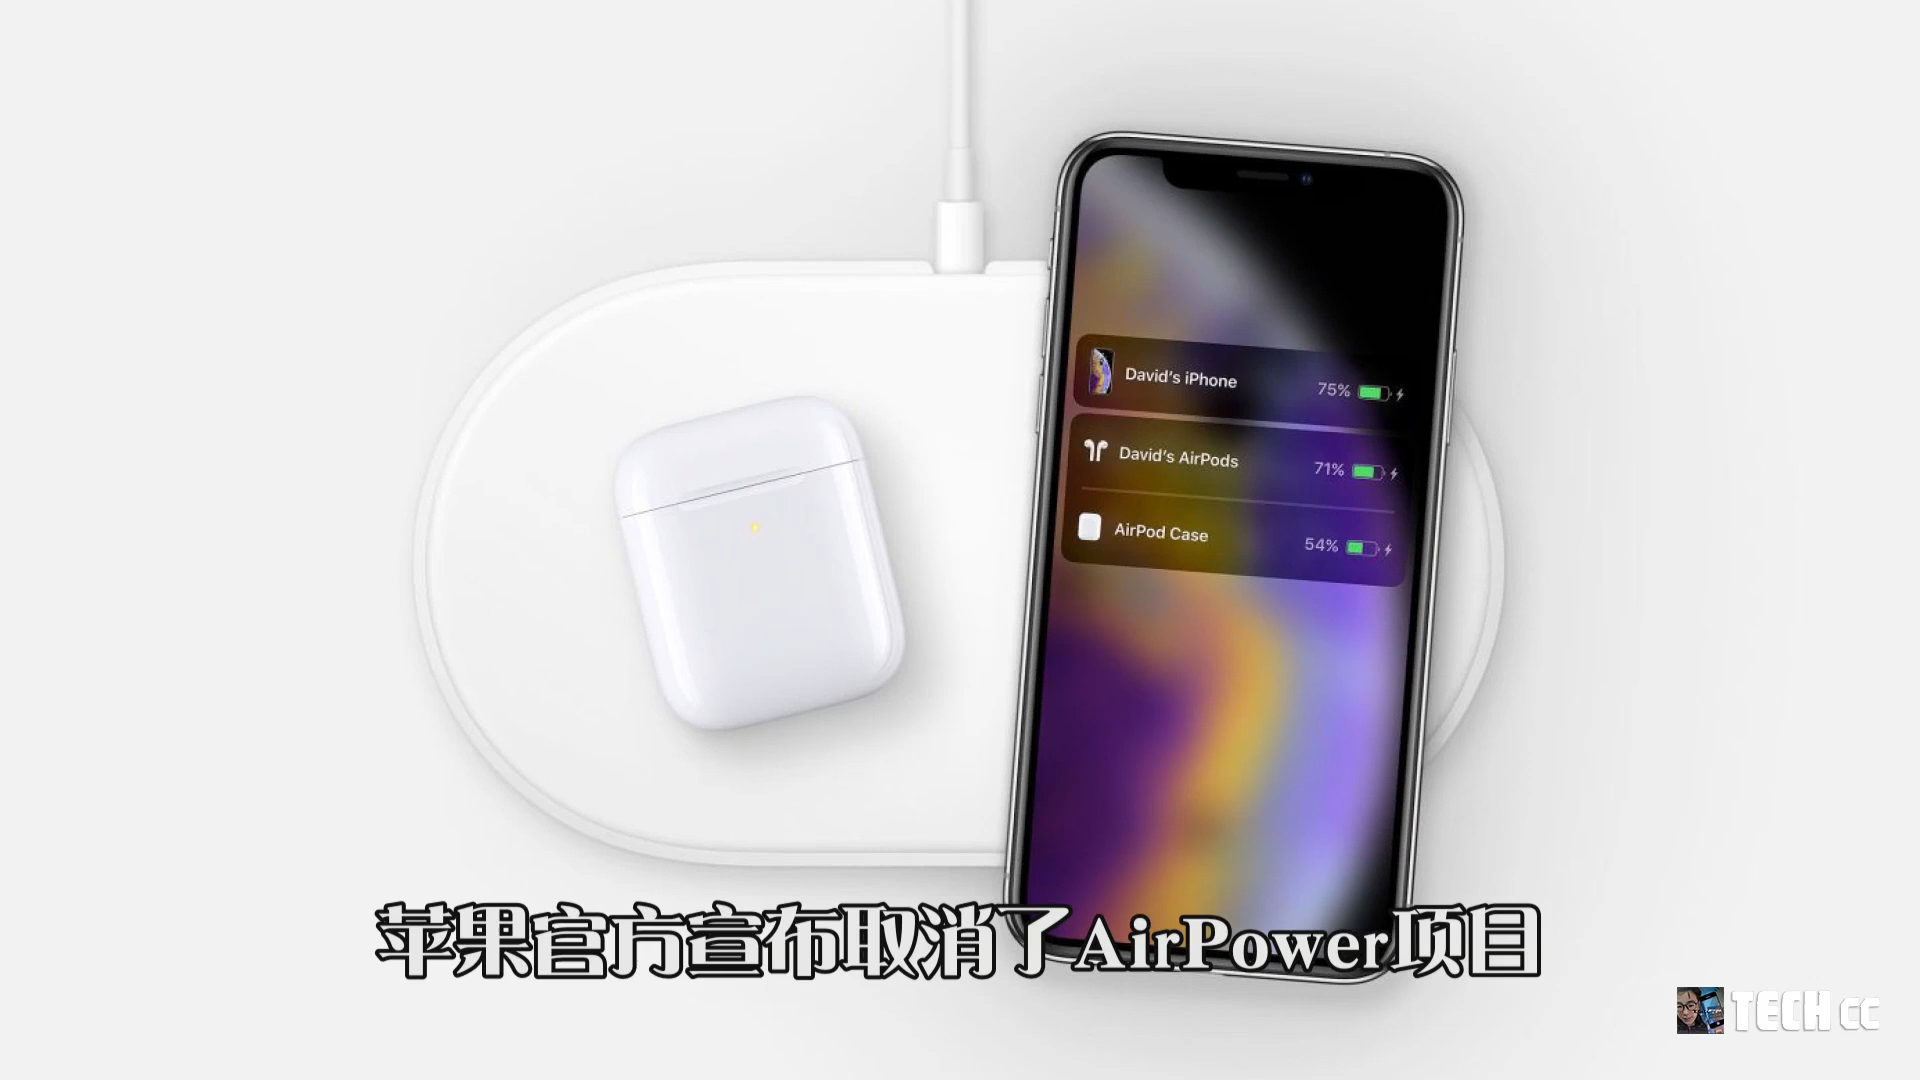 David's iPhone 75%
David's AirPods 71%
AirPod Case 54%
苹果官方宣布取消了AirPower项目
TECH CC